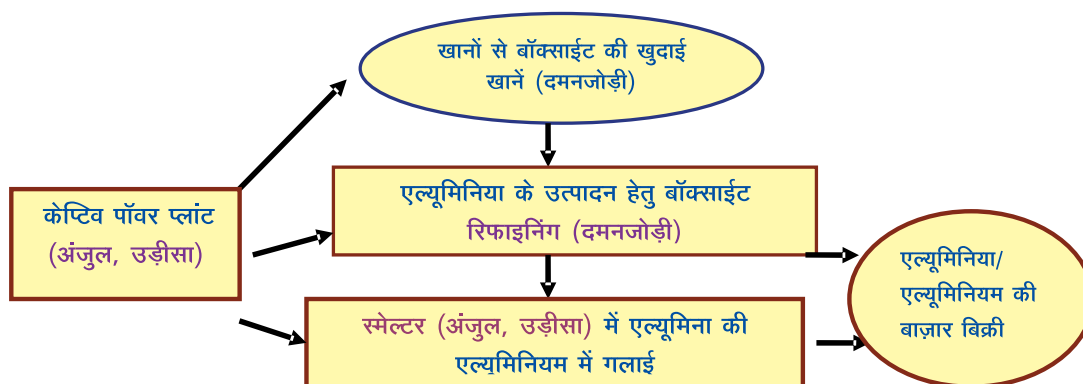 खानों से बॉक्साईट की खुदाई
खानें (दमनजोड़ी)
केप्टिव पॉवर प्लांट
(अंजुल, उड़ीसा)
एल्यूमिनिया के उत्पादन हेतु बॉक्साईट
रिफाइनिंग (दमनजोड़ी)
स्मेल्टर (अंजुल, उड़ीसा) में एल्यूमिना की
एल्यूमिनियम में गलाई
एल्यूमिनिया/
एल्यूमिनियम की
बाज़ार बिक्री